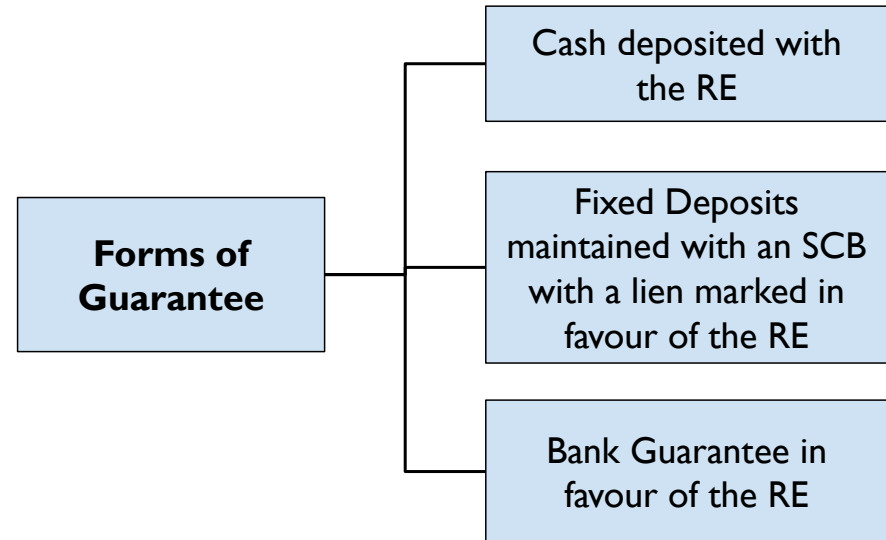 Forms of
Guarantee
Cash deposited with
the RE
Fixed Deposits
maintained with an SCB
with a lien marked in
favour of the RE
Bank Guarantee in
favour of the RE